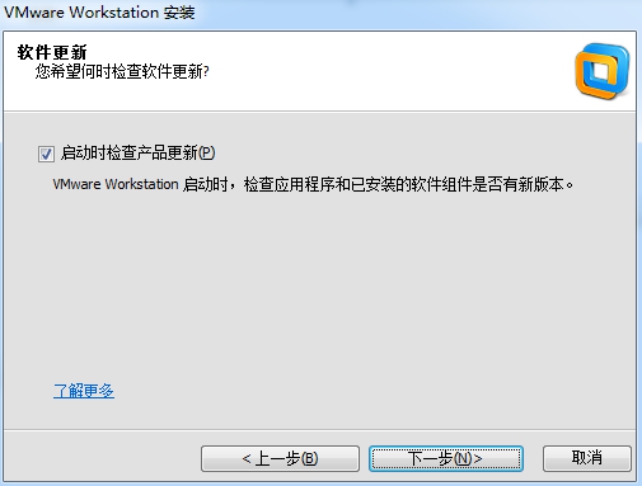 VMware Workstation 安装
软件更新
您希望何时检查软件更新?
启动时检查产品更新(P)
VMware Workstation 启动时，检查应用程序和已安装的软件组件是否有新版本。
了解更多
< 上一步(B)
下一步(N)>
取消